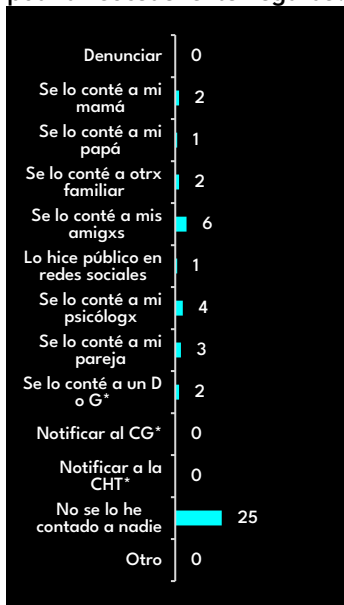 Denunciar 0
Se lo conté a mi
mamá 2
Se lo conté a mi
papá 1
Se lo conté a otrx
familiar 2
Se lo conté a mis
amigxs 6
Lo hice público en
redes sociales 1
Se lo conté a mi
psicólogx 4
Se lo conté a mi
pareja 3
Se lo conté a un D
o G* 2
Notificar al CG* 0
Notificar a la
CHT* 0
No se lo he
contado a nadie 25
Otro 0